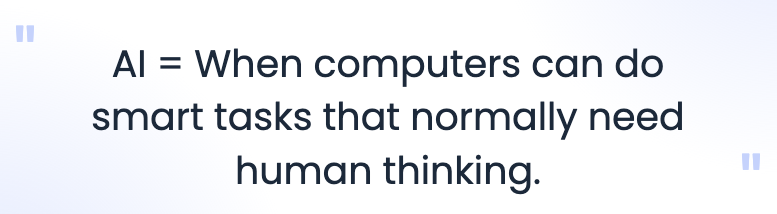 "
AI = When computers can do
smart tasks that normally need
human thinking.
"